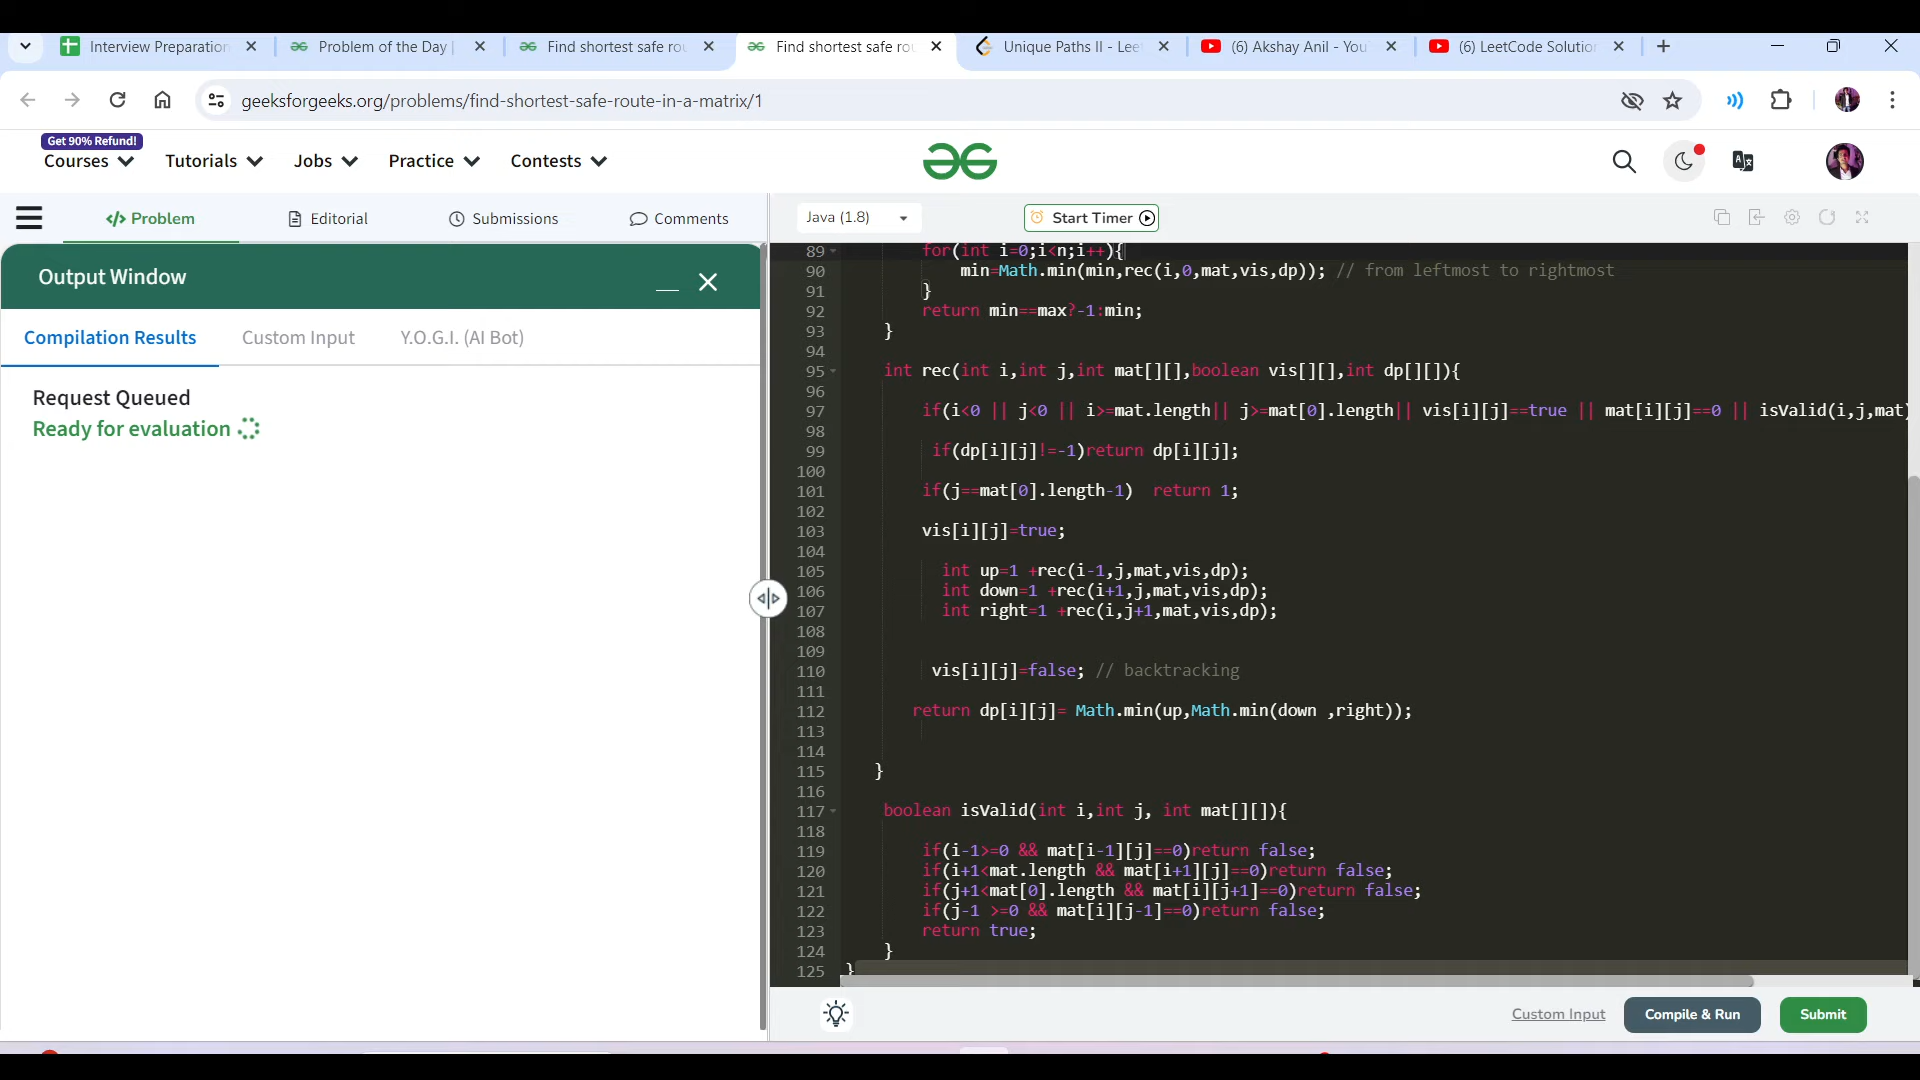 Interview Preparation
Problem of the Day |
Find shortest safe rou
Find shortest safe rou
Unique Paths II - Leet
(6) Akshay Anil - You
(6) LeetCode Solution
geeksforgeeks.org/problems/find-shortest-safe-route-in-a-matrix/1
Get 90% Refund!
Courses
Tutorials
Jobs
Practice
Contests
Problem
Editorial
Submissions
Comments
Java (1.8)
Start Timer
Output Window
Compilation Results
Custom Input
Y.O.G.I. (AI Bot)
Request Queued
Ready for evaluation
89 for(int i=0;i<n;i++){
90 min=Math.min(min,rec(i,0,mat,vis,dp)); // from leftmost to rightmost
91 }
92 return min==max?-1:min;
93 }
94
95 int rec(int i,int j,int mat[][],boolean vis[][],int dp[][]){
96
97 if(i<0 || j<0 || i>=mat.length|| j>=mat[0].length|| vis[i][j]==true || mat[i][j]==0 || isValid(i,j,mat)
98
99 if(dp[i][j]!=-1)return dp[i][j];
100
101 if(j==mat[0].length-1)  return 1;
102
103 vis[i][j]=true;
104
105 int up=1 +rec(i-1,j,mat,vis,dp);
106 int down=1 +rec(i+1,j,mat,vis,dp);
107 int right=1 +rec(i,j+1,mat,vis,dp);
108
109
110 vis[i][j]=false; // backtracking
111
112 return dp[i][j]= Math.min(up,Math.min(down ,right));
113
114
115 }
116
117 boolean isValid(int i,int j, int mat[][]){
118
119 if(i-1>=0 && mat[i-1][j]==0)return false;
120 if(i+1<mat.length && mat[i+1][j]==0)return false;
121 if(j+1<mat[0].length && mat[i][j+1]==0)return false;
122 if(j-1 >=0 && mat[i][j-1]==0)return false;
123 return true;
124 }
125 }
Custom Input
Compile & Run
Submit